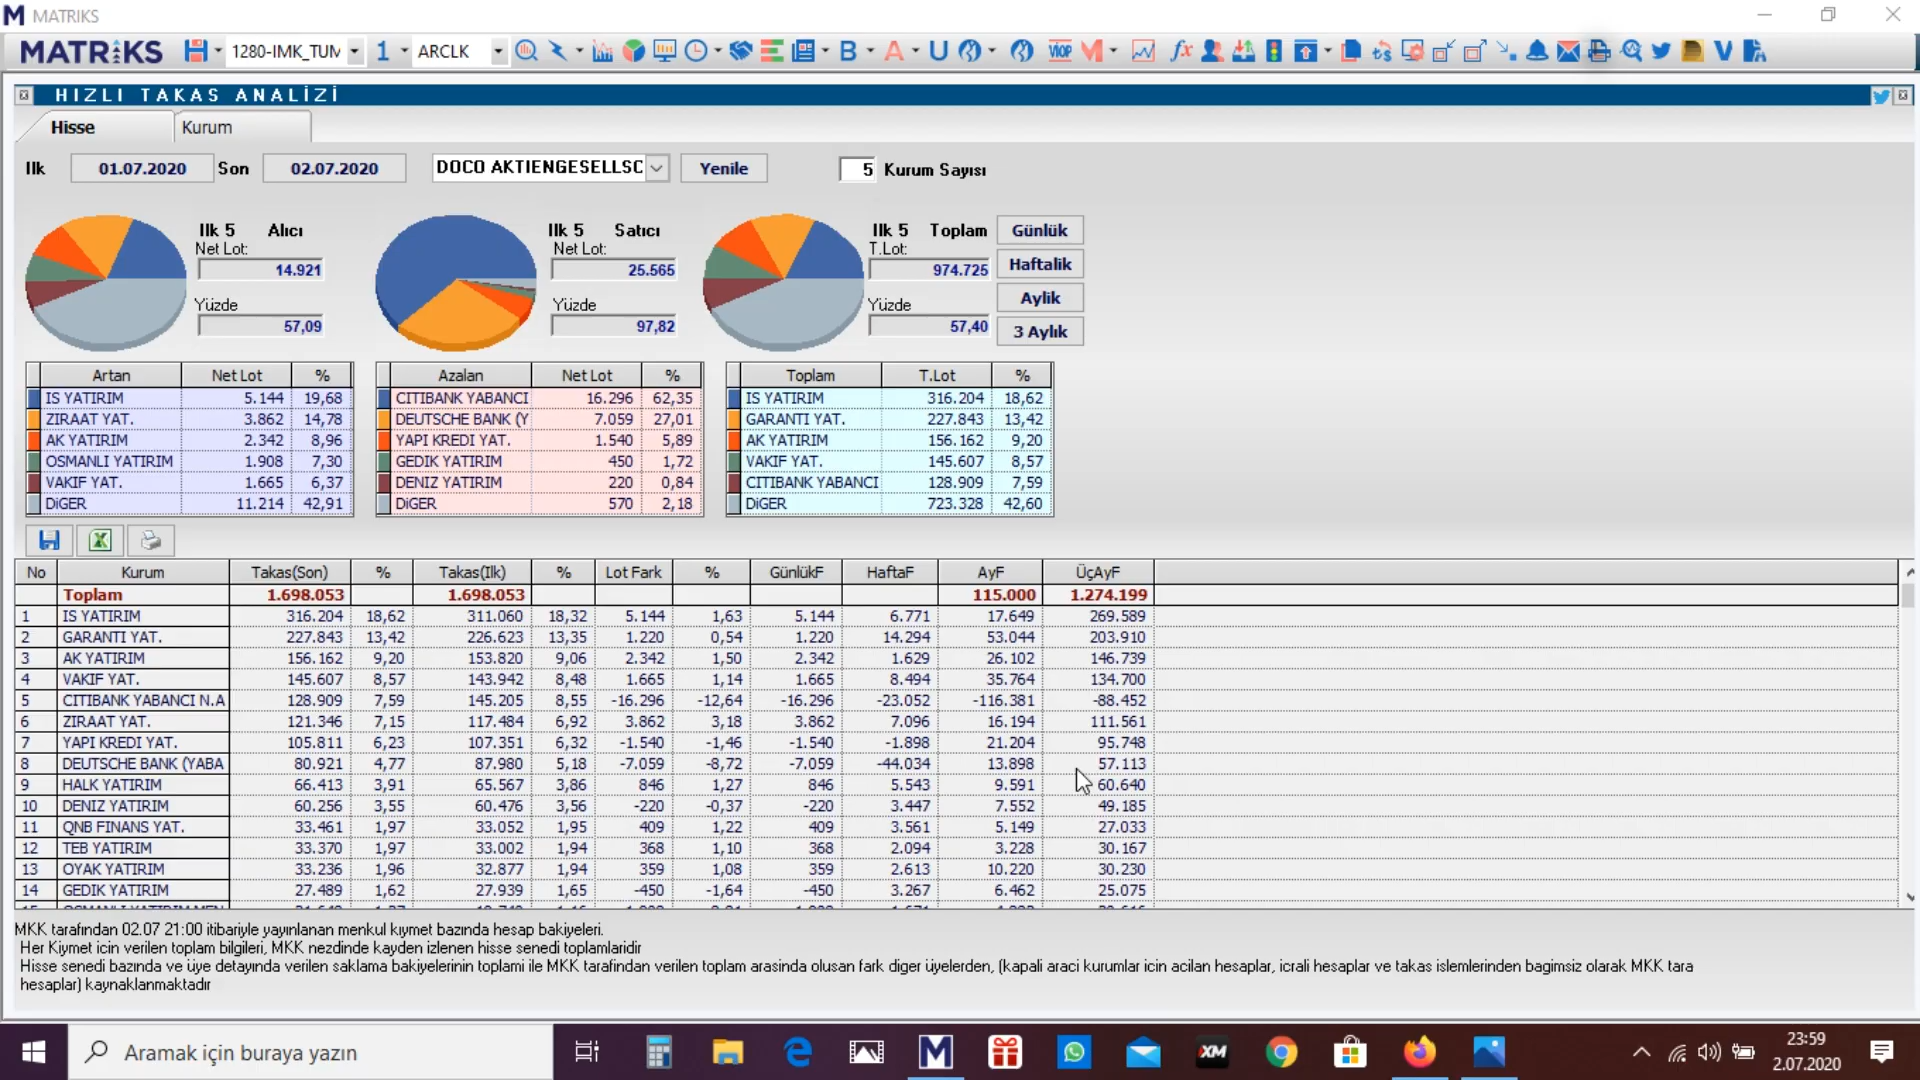 MATRIKS
MATRIKS 1280-IMK_TUM 1 ARCLK
HIZLI TAKAS ANALİZİ
Hisse Kurum
Ilk 01.07.2020 Son 02.07.2020 DOCO AKTIENGESELLSC Yenile 5 Kurum Sayısı
Ilk 5 Alıcı
Net Lot:
14.921
Yüzde
57,09
Ilk 5 Satıcı
Net Lot:
25.565
Yüzde
97,82
Ilk 5 Toplam
T.Lot:
974.725
Yüzde
57,40
Günlük
Haftalik
Aylik
3 Aylık
Artan Net Lot %
IS YATIRIM 5.144 19,68
ZIRAAT YAT. 3.862 14,78
AK YATIRIM 2.342 8,96
OSMANLI YATIRIM 1.908 7,30
VAKIF YAT. 1.665 6,37
DiGER 11.214 42,91
Azalan Net Lot %
CITIBANK YABANCI 16.296 62,35
DEUTSCHE BANK (Y 7.059 27,01
YAPI KREDI YAT. 1.540 5,89
GEDIK YATIRIM 450 1,72
DENIZ YATIRIM 220 0,84
DiGER 570 2,18
Toplam T.Lot %
IS YATIRIM 316.204 18,62
GARANTI YAT. 227.843 13,42
AK YATIRIM 156.162 9,20
VAKIF YAT. 145.607 8,57
CITIBANK YABANCI 128.909 7,59
DiGER 723.328 42,60
No Kurum Takas(Son) % Takas(Ilk) % Lot Fark % GünlükF HaftaF AyF ÜçAyF
Toplam 1.698.053 1.698.053 115.000 1.274.199
1 IS YATIRIM 316.204 18,62 311.060 18,32 5.144 1,63 5.144 6.771 17.649 269.589
2 GARANTI YAT. 227.843 13,42 226.623 13,35 1.220 0,54 1.220 14.294 53.044 203.910
3 AK YATIRIM 156.162 9,20 153.820 9,06 2.342 1,50 2.342 1.629 26.102 146.739
4 VAKIF YAT. 145.607 8,57 143.942 8,48 1.665 1,14 1.665 8.494 35.764 134.700
5 CITIBANK YABANCI N.A 128.909 7,59 145.205 8,55 -16.296 -12,64 -16.296 -23.052 -116.381 -88.452
6 ZIRAAT YAT. 121.346 7,15 117.484 6,92 3.862 3,18 3.862 7.096 16.194 111.561
7 YAPI KREDI YAT. 105.811 6,23 107.351 6,32 -1.540 -1,46 -1.540 -1.898 21.204 95.748
8 DEUTSCHE BANK (YABA 80.921 4,77 87.980 5,18 -7.059 -8,72 -7.059 -44.034 13.898 57.113
9 HALK YATIRIM 66.413 3,91 65.567 3,86 846 1,27 846 5.543 9.591 60.640
10 DENIZ YATIRIM 60.256 3,55 60.476 3,56 -220 -0,37 -220 3.447 7.552 49.185
11 QNB FINANS YAT. 33.461 1,97 33.052 1,95 409 1,22 409 3.561 5.149 27.033
12 TEB YATIRIM 33.370 1,97 33.002 1,94 368 1,10 368 2.094 3.228 30.167
13 OYAK YATIRIM 33.236 1,96 32.877 1,94 359 1,08 359 2.613 10.220 30.230
14 GEDIK YATIRIM 27.489 1,62 27.939 1,65 -450 -1,64 -450 3.267 6.462 25.075
MKK tarafından 02.07 21:00 itibariyle yayınlanan menkul kıymet bazında hesap bakiyeleri.
Her Kiymet icin verilen toplam bilgileri, MKK nezdinde kayden izlenen hisse senedi toplamlaridir
Hisse senedi bazında ve üye detayında verilen saklama bakiyelerinin toplami ile MKK tarafından verilen toplam arasinda olusan fark diger üyelerden, (kapali araci kurumlar icin acilan hesaplar, icrali hesaplar ve takas islemlerinden bagimsiz olarak MKK tara
hesaplar) kaynaklanmaktadır
Aramak için buraya yazın
XM
23:59
2.07.2020